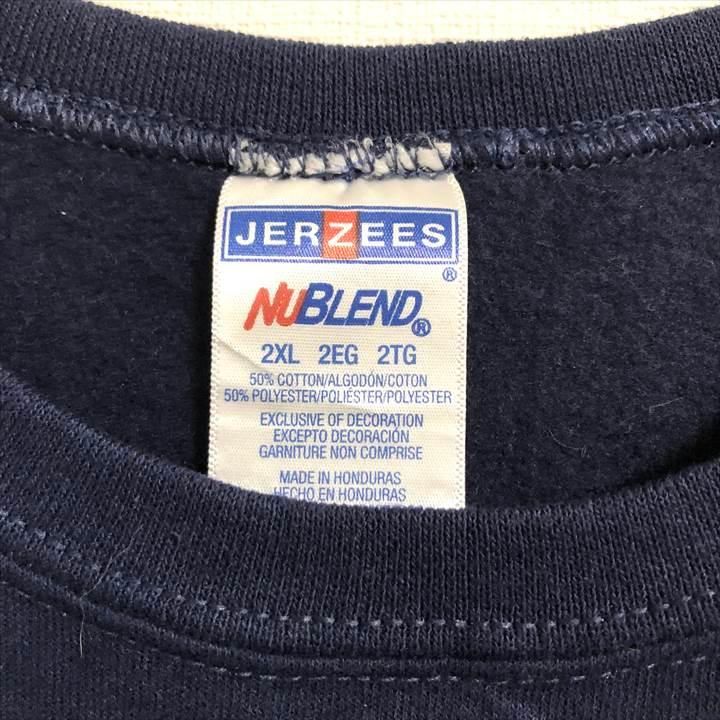 JERZEES
®
NUBLEND®
2XL 2EG 2TG
50% COTTON/ALGODÓN/COTON
50% POLYESTER/POLIÉSTER/POLYESTER
EXCLUSIVE OF DECORATION
EXCEPTO DECORACIÓN
GARNITURE NON COMPRISE
MADE IN HONDURAS
HECHO EN HONDURAS